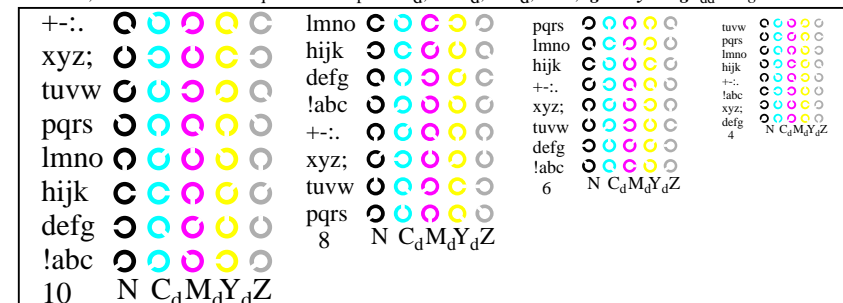 +-:.
xyz;
tuvw
pqrs
lmno
hijk
defg
!abc
10 N CdMdYdZ
lmno
hijk
defg
!abc
+-:.
xyz;
tuvw
pqrs
8 N CdMdYdZ
pqrs
lmno
hijk
+-:.
xyz;
tuvw
defg
!abc
6 N CdMdYdZ
tuvw
pqrs
lmno
hijk
+-:.
!abc
xyz;
defg
4 N CdMdYdZ